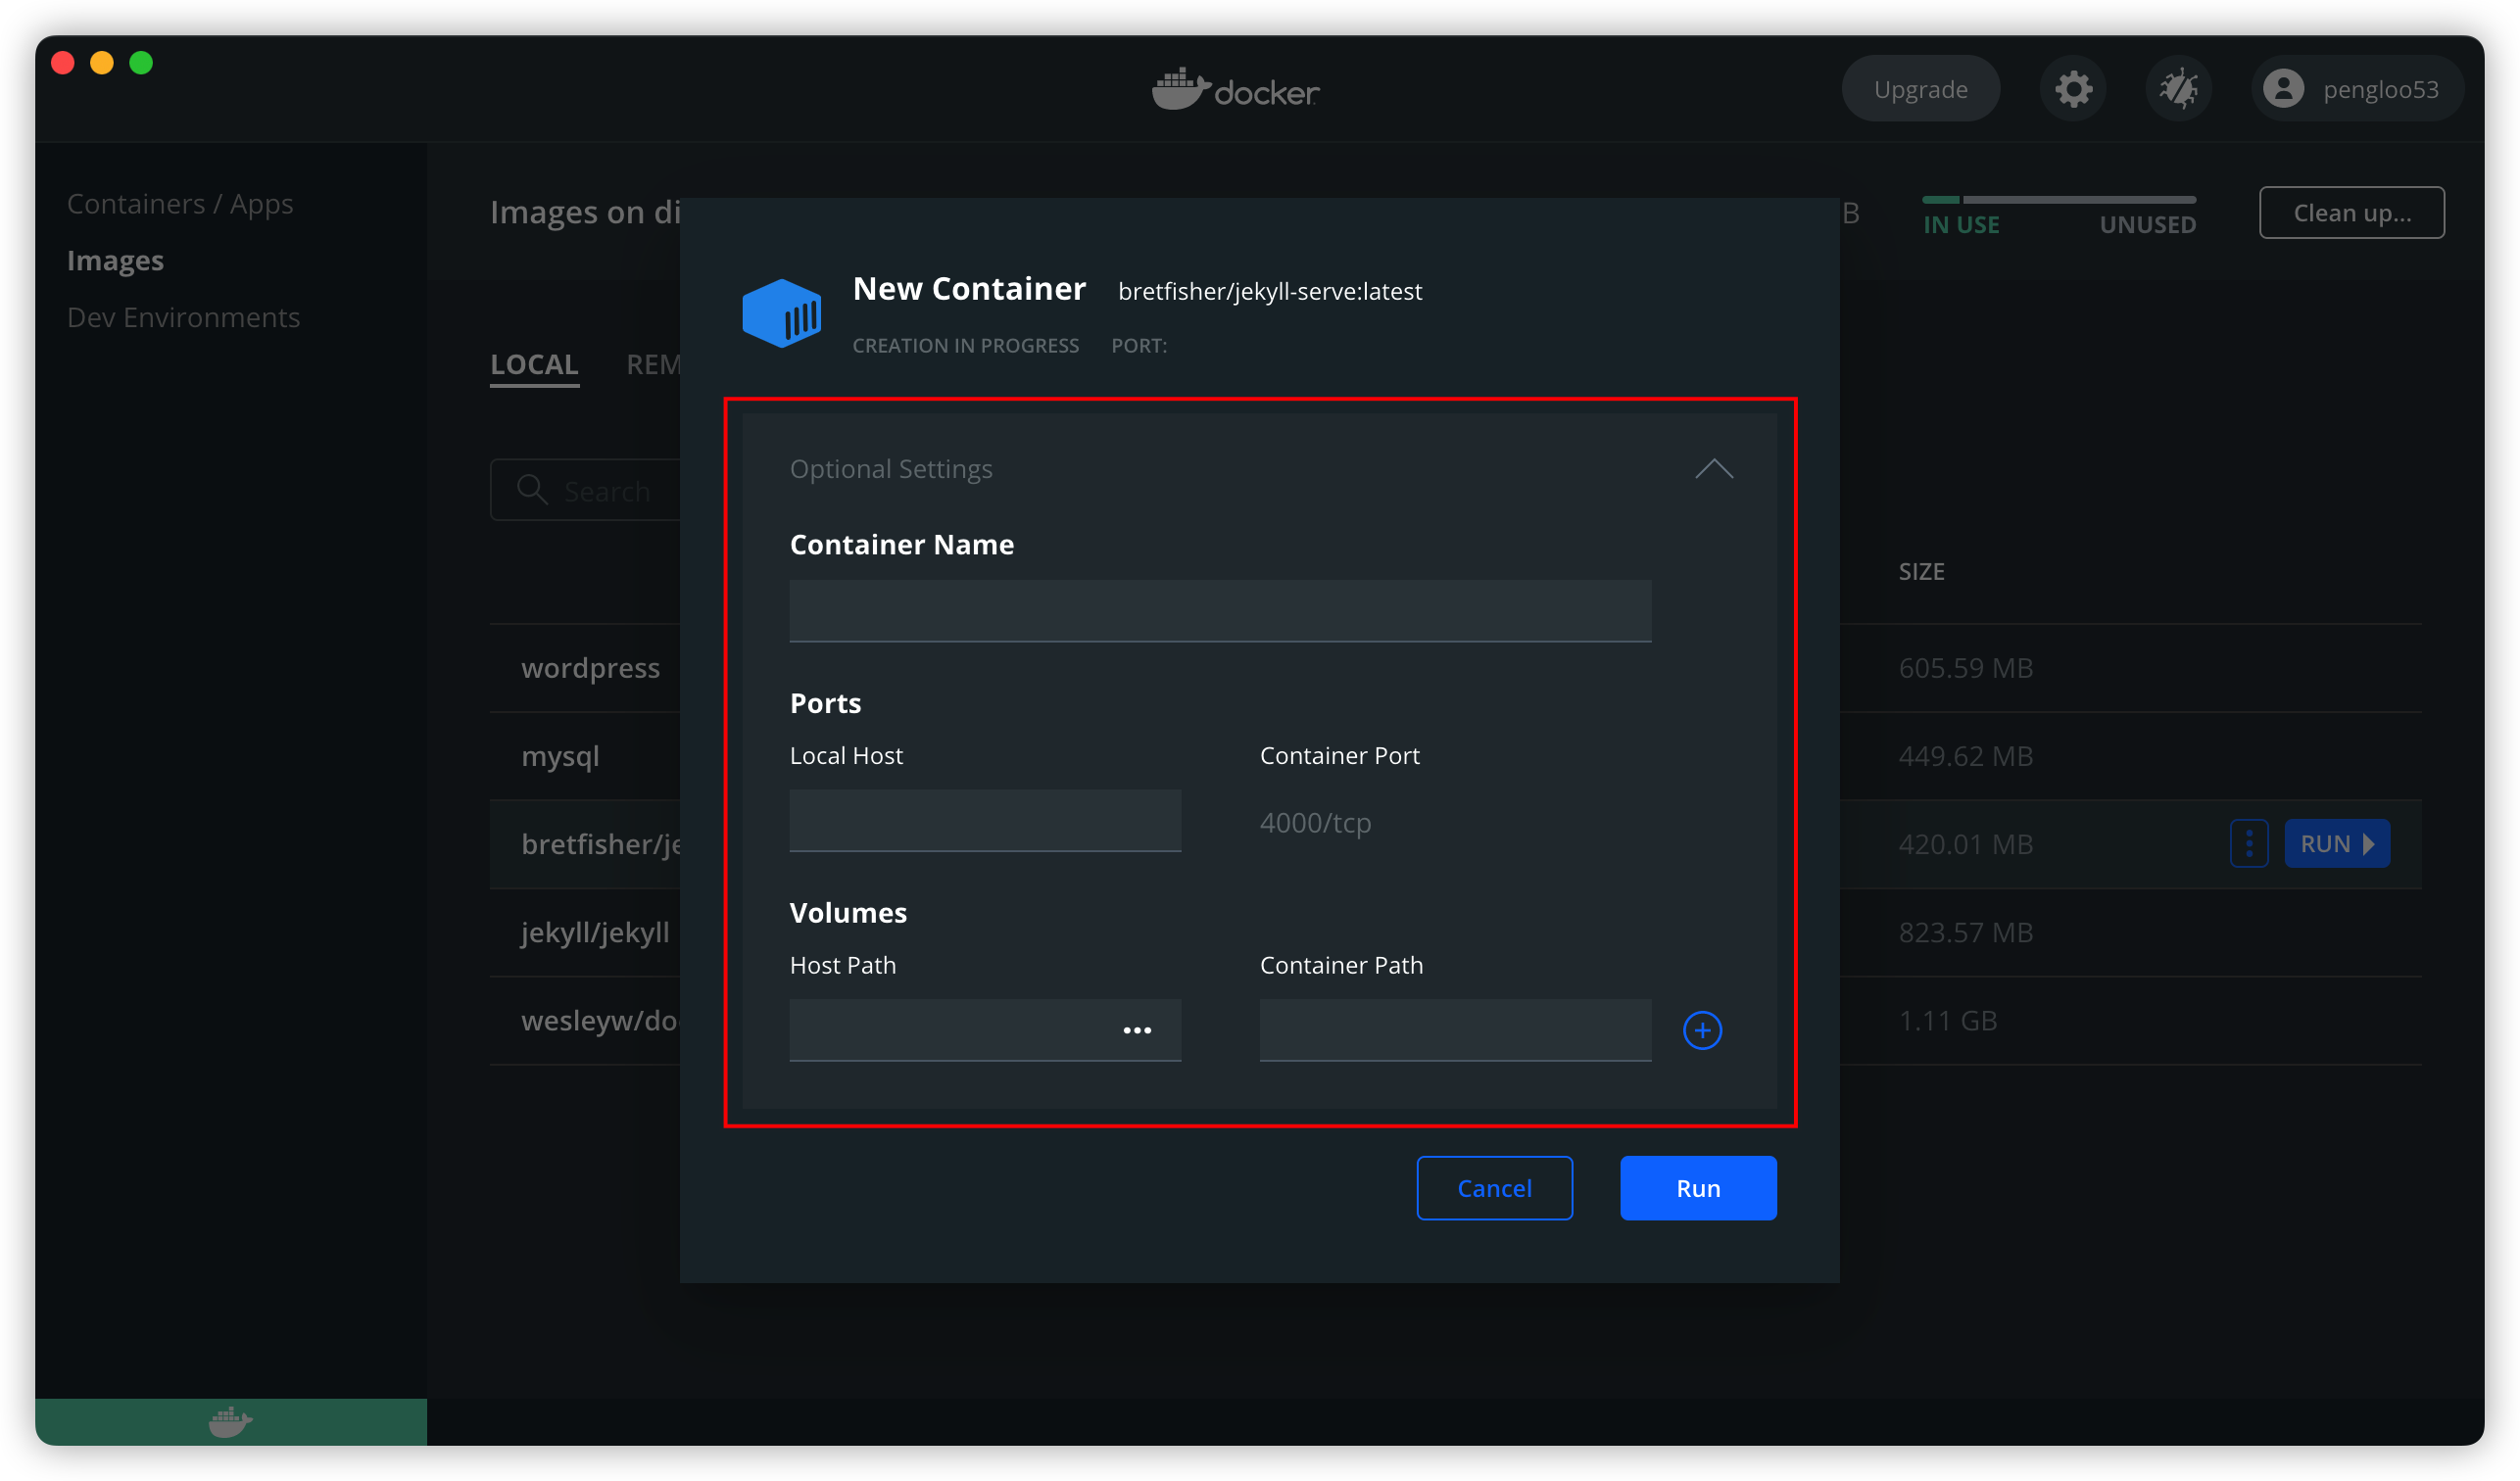 docker
Upgrade
pengloo53
Containers / Apps
Images
Dev Environments
Images on di
B
IN USE
UNUSED
Clean up...
LOCAL
REM
Search
SIZE
wordpress
605.59 MB
mysql
449.62 MB
bretfisher/je
420.01 MB
RUN
jekyll/jekyll
823.57 MB
wesleyw/do
1.11 GB
New Container
bretfisher/jekyll-serve:latest
CREATION IN PROGRESS
PORT:
Optional Settings
Container Name
Ports
Local Host
Container Port
4000/tcp
Volumes
Host Path
Container Path
Cancel
Run